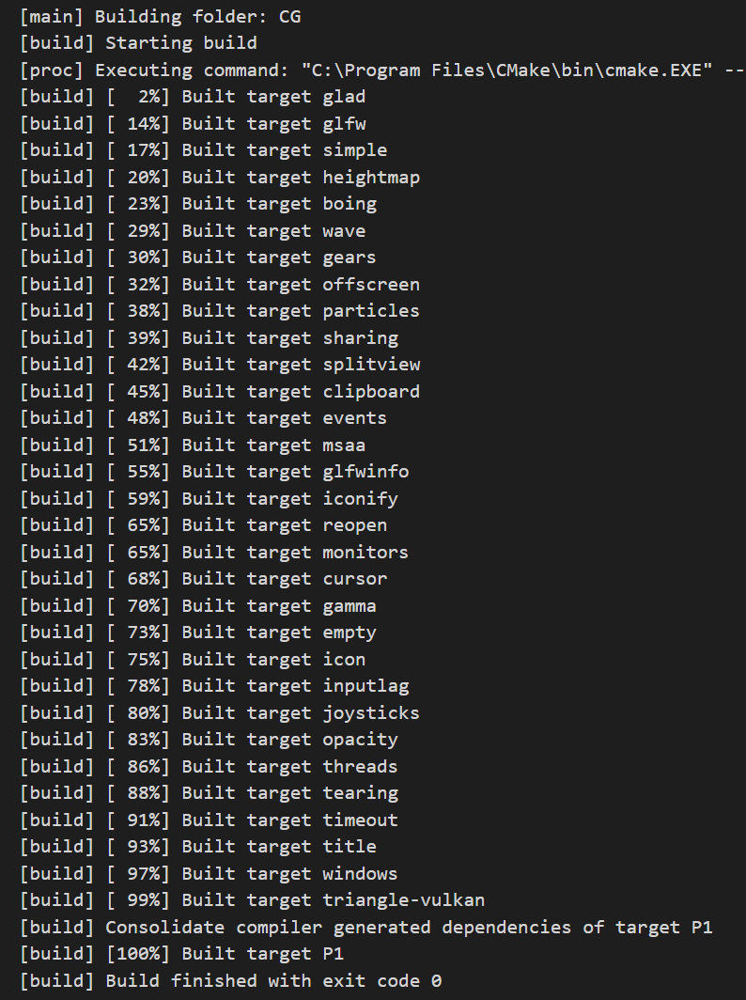 [main] Building folder: CG
[build] Starting build
[proc] Executing command: "C:\Program Files\CMake\bin\cmake.EXE" --
[build] [  2%] Built target glad
[build] [ 14%] Built target glfw
[build] [ 17%] Built target simple
[build] [ 20%] Built target heightmap
[build] [ 23%] Built target boing
[build] [ 29%] Built target wave
[build] [ 30%] Built target gears
[build] [ 32%] Built target offscreen
[build] [ 38%] Built target particles
[build] [ 39%] Built target sharing
[build] [ 42%] Built target splitview
[build] [ 45%] Built target clipboard
[build] [ 48%] Built target events
[build] [ 51%] Built target msaa
[build] [ 55%] Built target glfwinfo
[build] [ 59%] Built target iconify
[build] [ 65%] Built target reopen
[build] [ 65%] Built target monitors
[build] [ 68%] Built target cursor
[build] [ 70%] Built target gamma
[build] [ 73%] Built target empty
[build] [ 75%] Built target icon
[build] [ 78%] Built target inputlag
[build] [ 80%] Built target joysticks
[build] [ 83%] Built target opacity
[build] [ 86%] Built target threads
[build] [ 88%] Built target tearing
[build] [ 91%] Built target timeout
[build] [ 93%] Built target title
[build] [ 97%] Built target windows
[build] [ 99%] Built target triangle-vulkan
[build] Consolidate compiler generated dependencies of target P1
[build] [100%] Built target P1
[build] Build finished with exit code 0